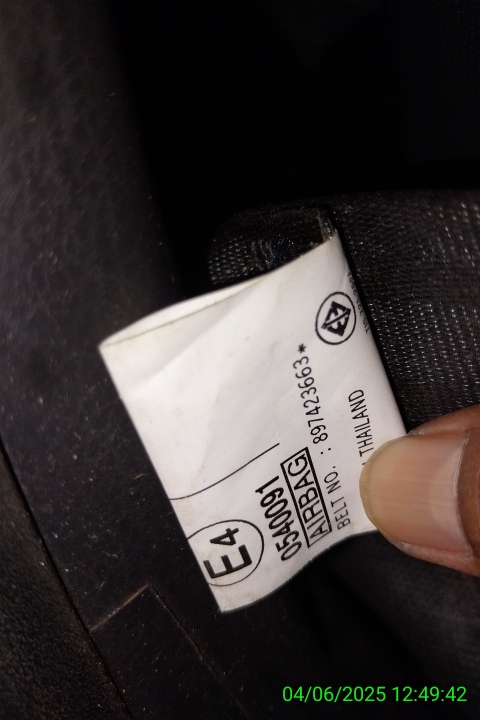 E4
0540091
AIRBAG
BELT NO. : 897423663*
THAILAND
04/06/2025 12:49:42